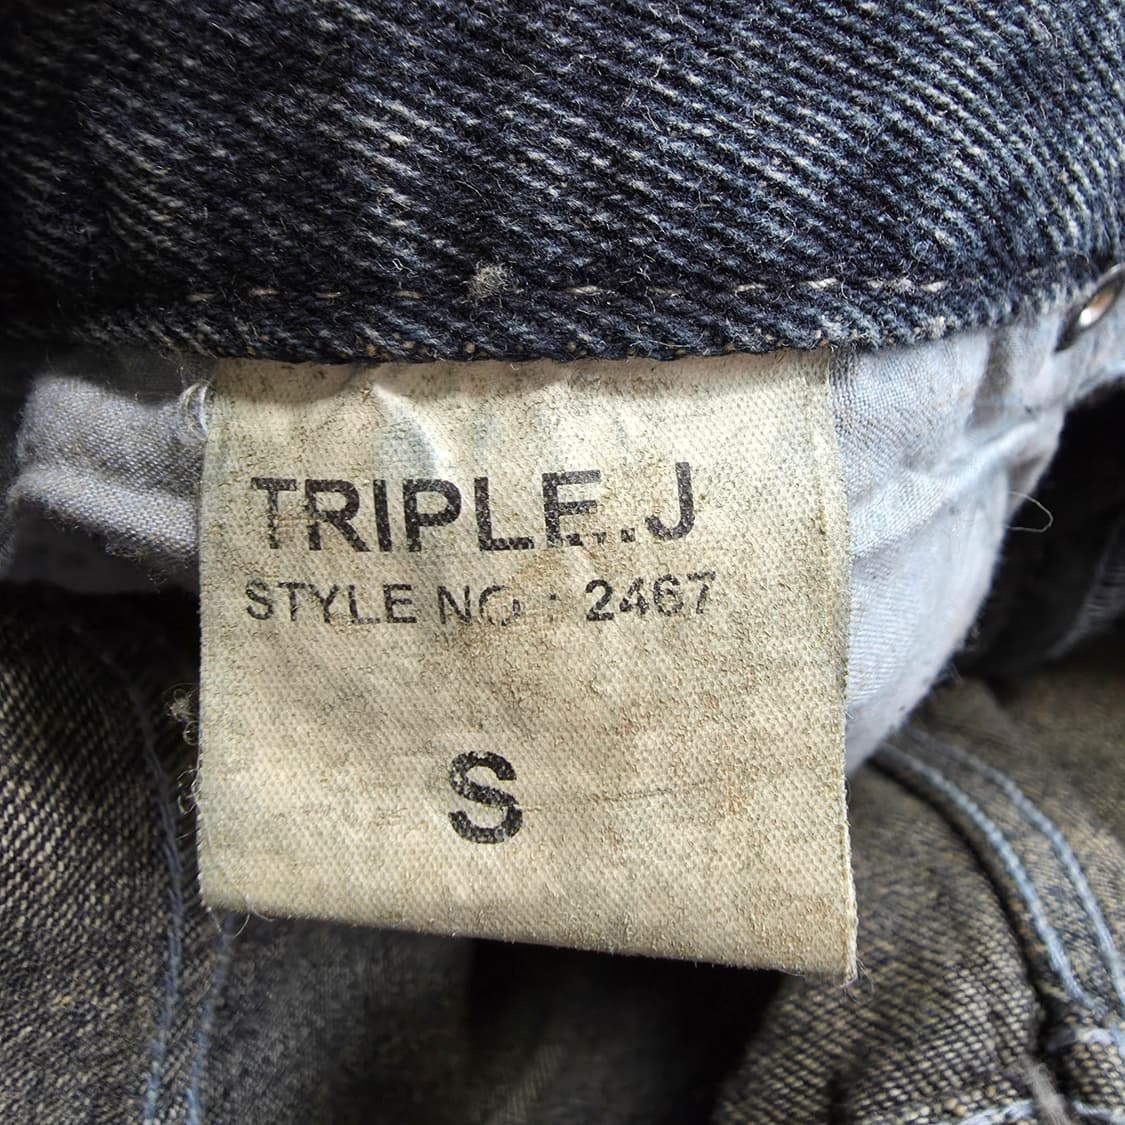 TRIPLE.J
STYLE NO : 2467
S